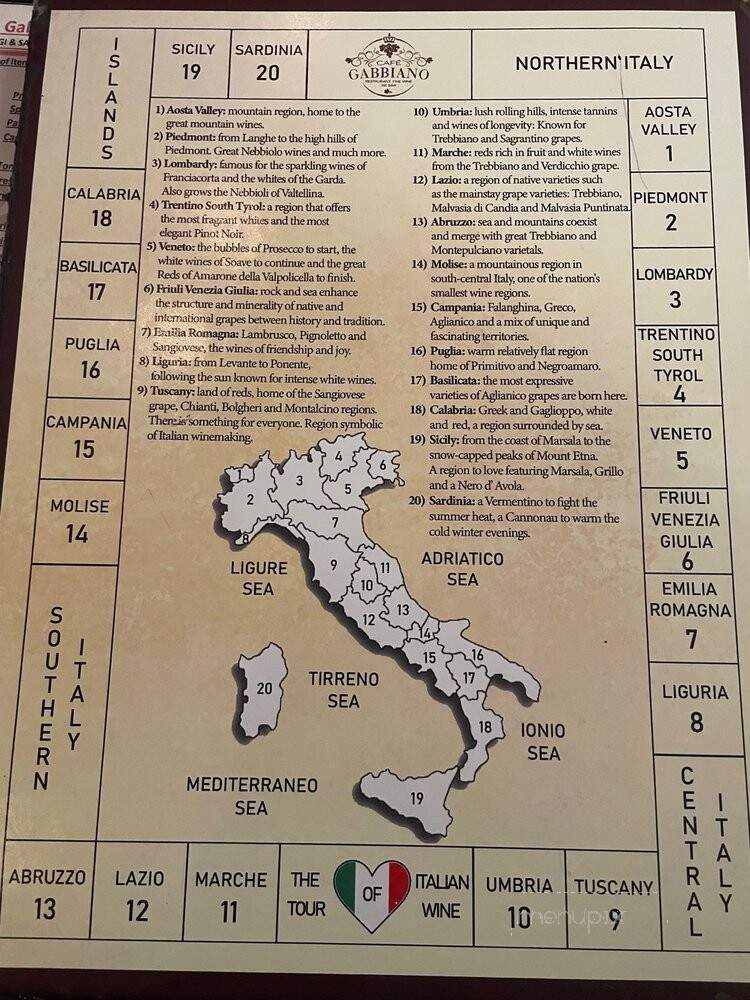 Gal
GI & SA
of Iten
ISLANDS
SICILY
19
SARDINIA
20
CAFÉ
GABBIANO
NORTHERN ITALY
1) Aosta Valley: mountain region, home to the
great mountain wines.
2) Piedmont: from Langhe to the high hills of
Piedmont. Great Nebbiolo wines and much more.
3) Lombardy: famous for the sparkling wines of
Franciacorta and the whites of the Garda.
Also grows the Nebbioli of Valtellina.
4) Trentino South Tyrol: a region that offers
the most fragrant whites and the most
elegant Pinot Noir.
5) Veneto: the bubbles of Prosecco to start, the
white wines of Soave to continue and the great
Reds of Amarone della Valpolicella to finish.
6) Friuli Venezia Giulia: rock and sea enhance
the structure and minerality of native and
international grapes between history and tradition.
7) Emilia Romagna: Lambrusco, Pignoletto and
Sangiovese, the wines of friendship and joy.
8) Liguria: from Levante to Ponente,
following the sun known for intense white wines.
9) Tuscany: land of reds, home of the Sangiovese
grape, Chianti, Bolgheri and Montalcino regions.
There is something for everyone. Region symbolic
of Italian winemaking.
10) Umbria: lush rolling hills, intense tannins
and wines of longevity: Known for
Trebbiano and Sagrantino grapes.
11) Marche: reds rich in fruit and white wines
from the Trebbiano and Verdicchio grape.
12) Lazio: a region of native varieties such
as the mainstay grape varieties: Trebbiano,
Malvasia di Candia and Malvasia Puntinata.
13) Abruzzo: sea and mountains coexist
and merge with great Trebbiano and
Montepulciano varietals.
14) Molise: a mountainous region in
south-central Italy, one of the nation's
smallest wine regions.
15) Campania: Falanghina, Greco,
Aglianico and a mix of unique and
fascinating territories.
16) Puglia: warm relatively flat region
home of Primitivo and Negroamaro.
17) Basilicata: the most expressive
varieties of Aglianico grapes are born here.
18) Calabria: Greek and Gaglioppo, white
and red, a region surrounded by sea.
19) Sicily: from the coast of Marsala to the
snow-capped peaks of Mount Etna.
A region to love featuring Marsala, Grillo
and a Nero d' Avola.
20) Sardinia: a Vermentino to fight the
summer heat, a Cannonau to warm the
cold winter evenings.
AOSTA
VALLEY
1
PIEDMONT
2
LOMBARDY
3
TRENTINO
SOUTH
TYROL
4
VENETO
5
FRIULI
VENEZIA
GIULIA
6
EMILIA
ROMAGNA
7
LIGURIA
8
CENTRAL
ITALY
CALABRIA
18
BASILICATA
17
PUGLIA
16
CAMPANIA
15
MOLISE
14
SOUTHERN
ITALY
4
6
3
2
5
7
8
9
11
10
12
13
14
15
16
17
18
19
20
LIGURE
SEA
ADRIATICO
SEA
TIRRENO
SEA
IONIO
SEA
MEDITERRANEO
SEA
ABRUZZO
13
LAZIO
12
MARCHE
11
THE
TOUR
OF
ITALIAN
WINE
UMBRIA
10
TUSCANY
9
menupix